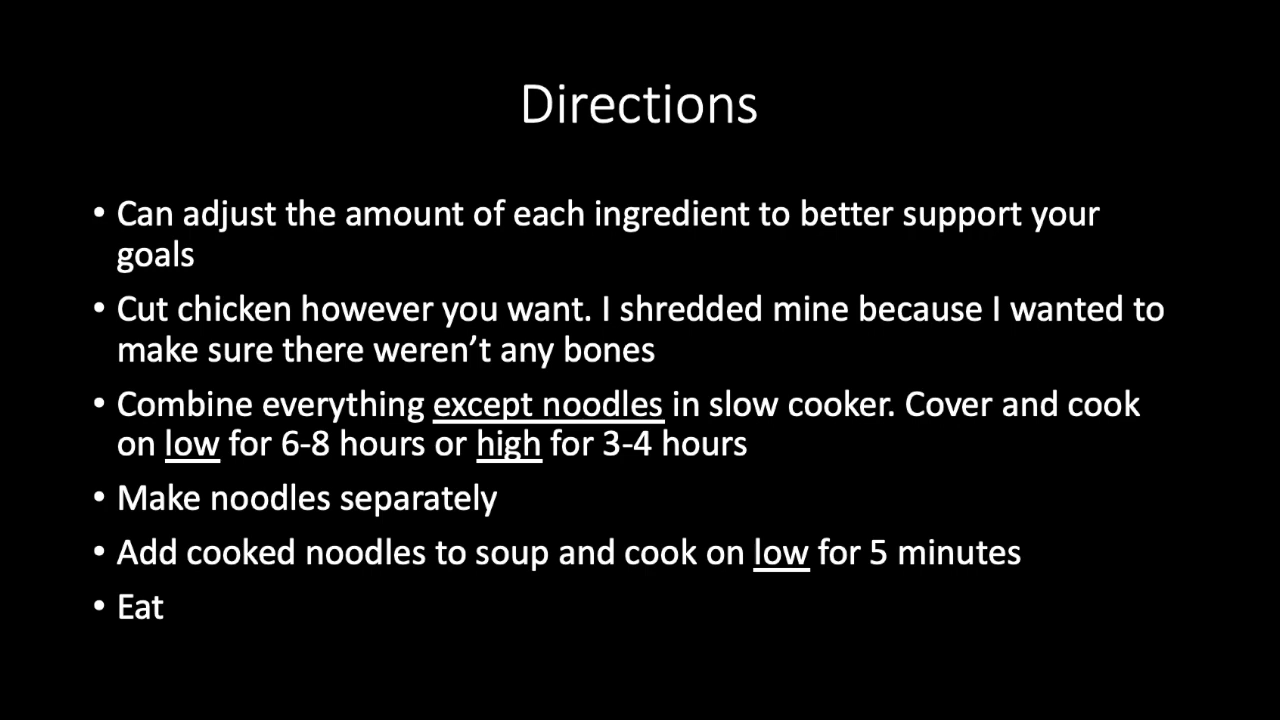 Directions
• Can adjust the amount of each ingredient to better support your
goals
• Cut chicken however you want. I shredded mine because I wanted to
make sure there weren’t any bones
• Combine everything except noodles in slow cooker. Cover and cook
on low for 6-8 hours or high for 3-4 hours
• Make noodles separately
• Add cooked noodles to soup and cook on low for 5 minutes
• Eat